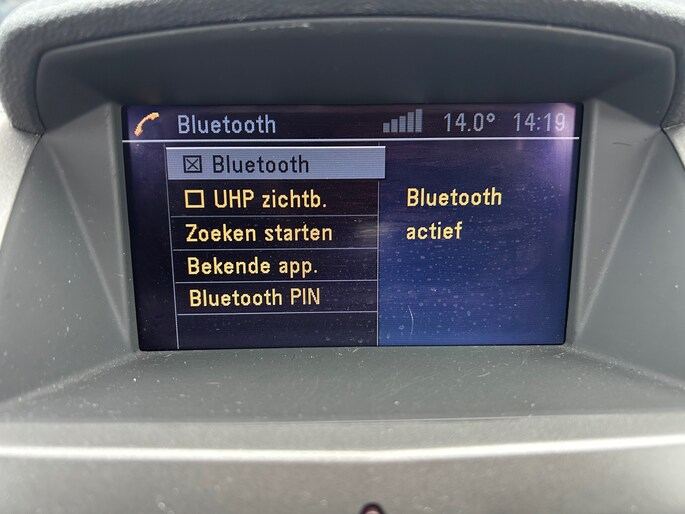 Bluetooth 14.0° 14:19
Bluetooth
UHP zichtb.
Zoeken starten
Bekende app.
Bluetooth PIN
Bluetooth
actief